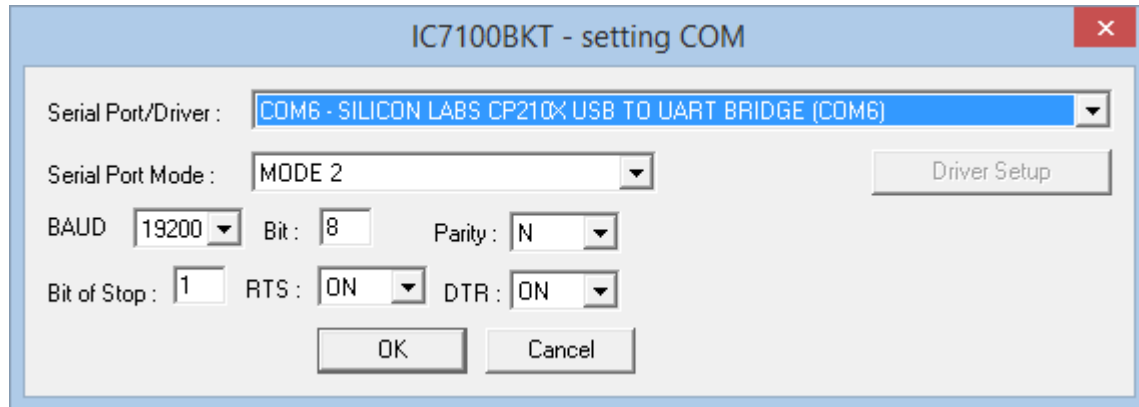 IC7100BKT - setting COM
Serial Port/Driver : COM6 - SILICON LABS CP210X USB TO UART BRIDGE (COM6)
Serial Port Mode : MODE 2 Driver Setup
BAUD 19200 Bit : 8 Parity : N
Bit of Stop : 1 RTS : ON DTR : ON
OK Cancel